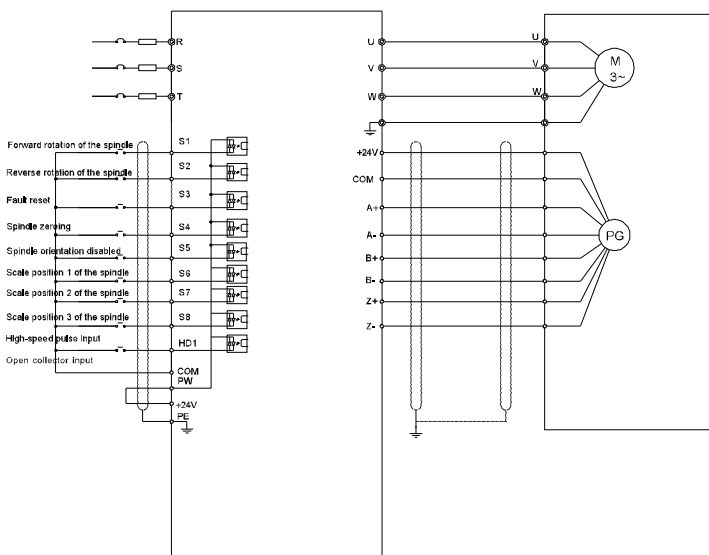 R
S
T
U
V
W
U
V
W
M
3~
Forward rotation of the spindle
S1
Reverse rotation of the spindle
S2
Fault reset
S3
Spindle zeroing
S4
Spindle orientation disabled
S5
Scale position 1 of the spindle
S6
Scale position 2 of the spindle
S7
Scale position 3 of the spindle
S8
High-speed pulse input
HD1
Open collector input
COM
PW
+24V
PE
+24V
COM
A+
A-
B+
B-
Z+
Z-
PG